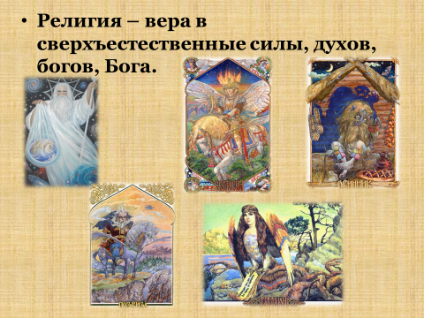 • Религия – вера в
сверхъестественные силы, духов,
богов, Бога.